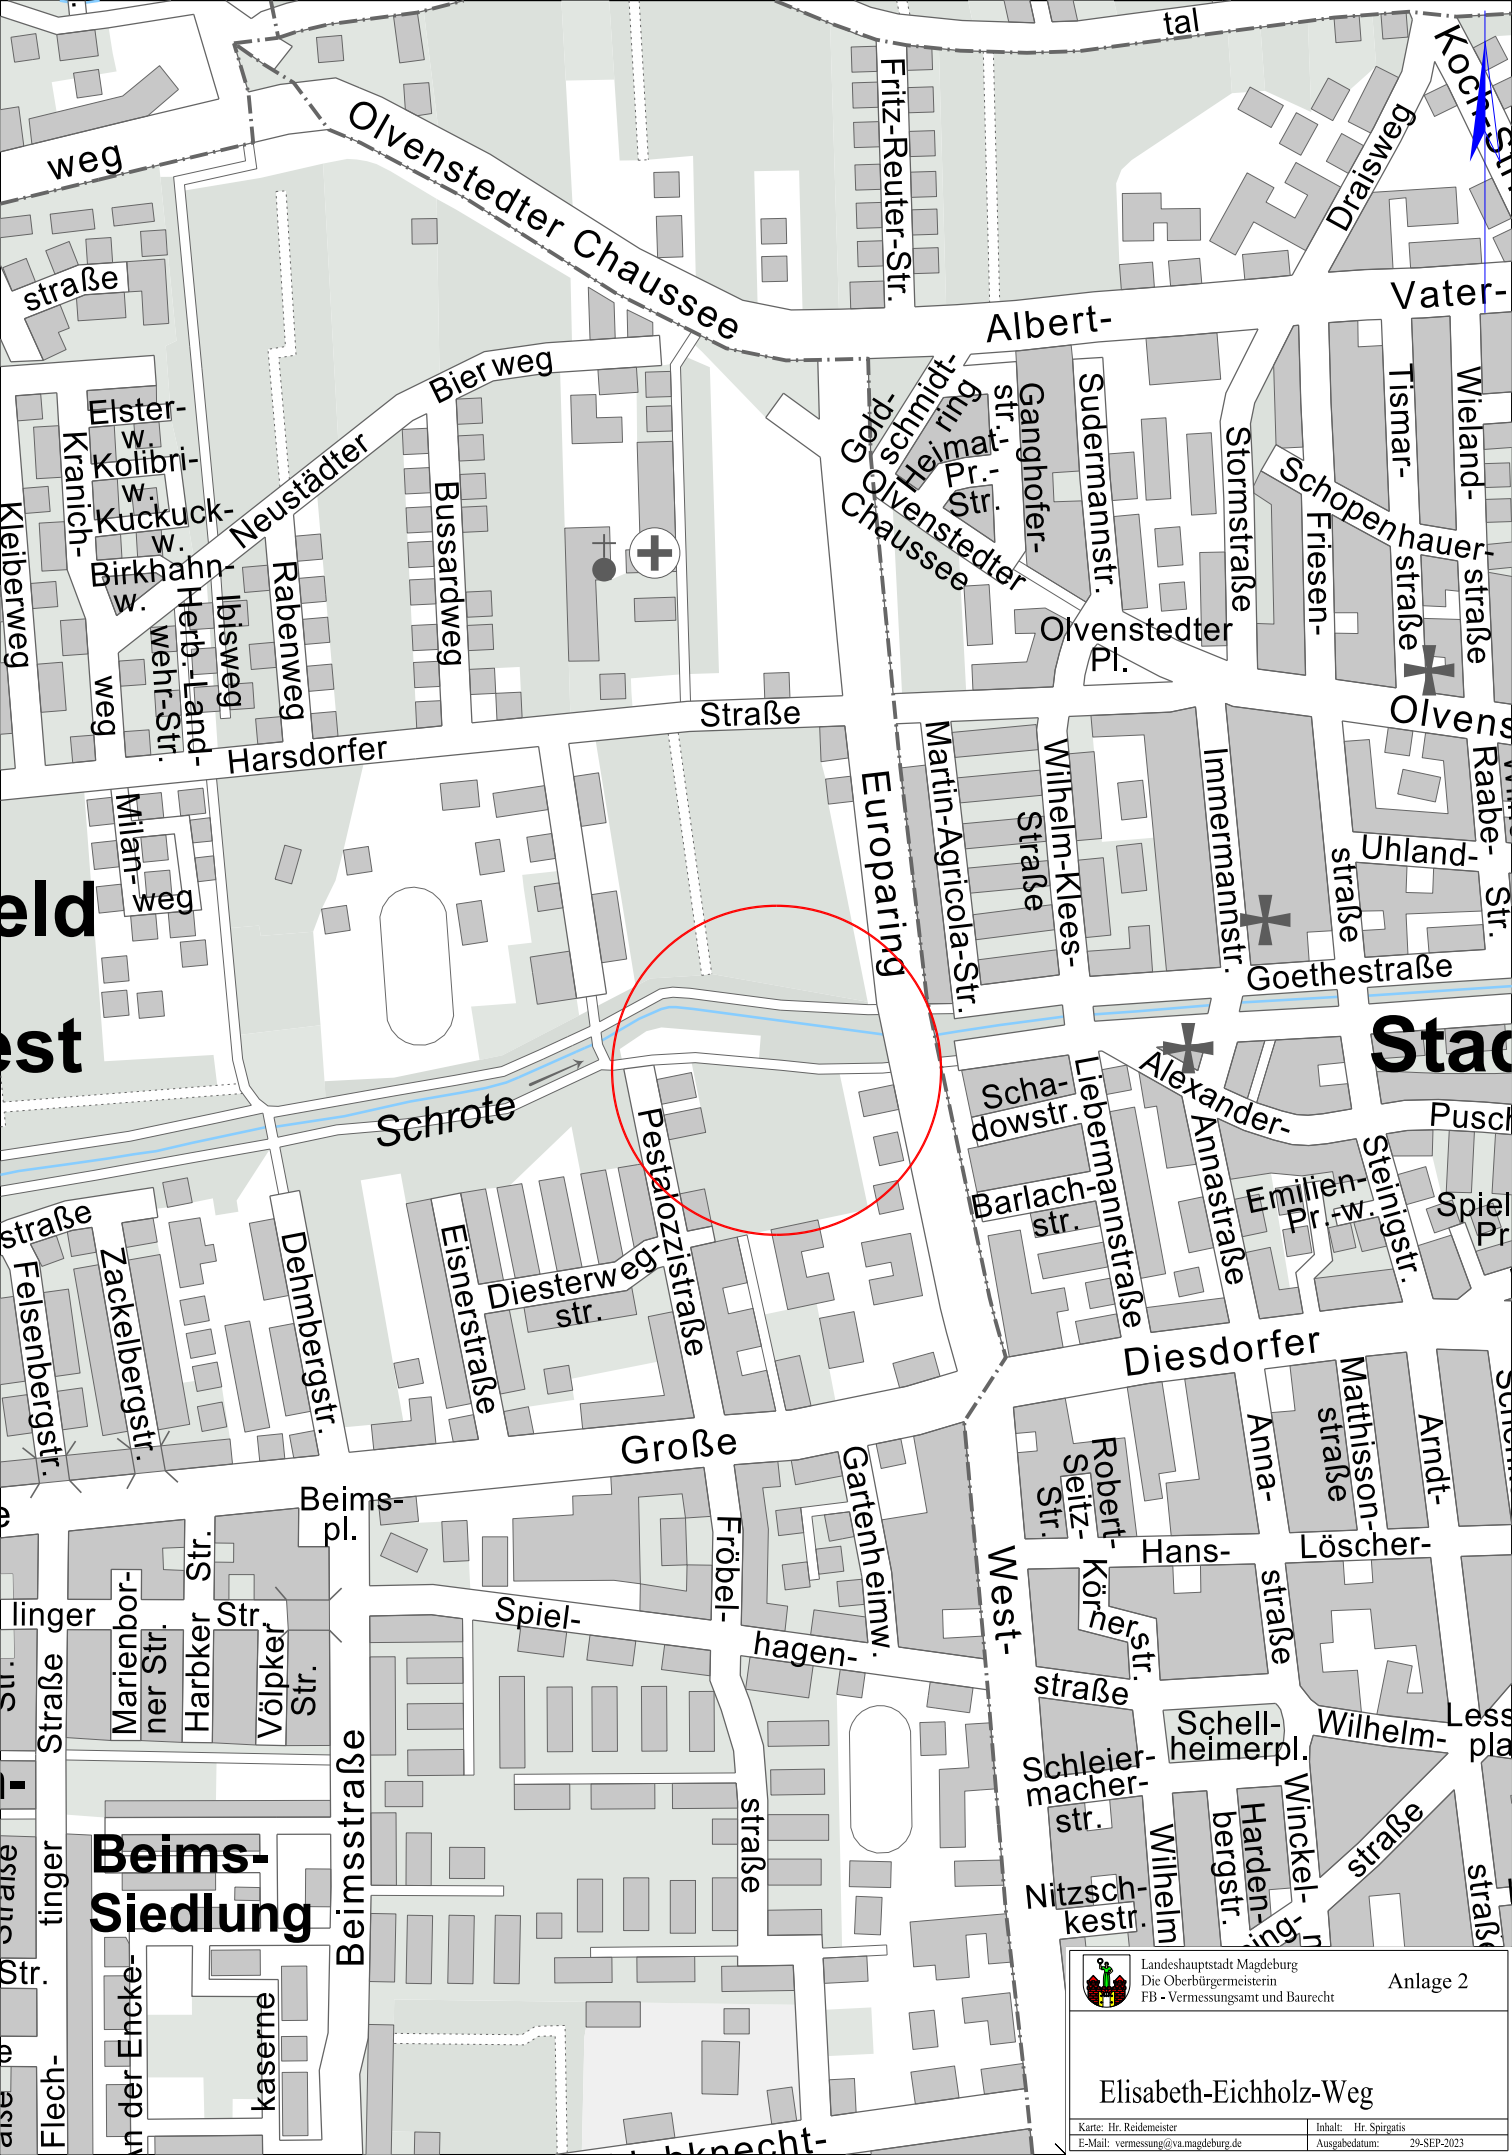 tal
Koch-Str.
weg
Olvenstedter Chaussee
Fritz-Reuter-Str.
Draisweg
straße
Albert-
Vater-
Bierweg
Neustädter
Elster-
w.
Kolibri-
w.
Kuckuck-
w.
Birkhahn-
w.
Kranich-
weg
Kleiberweg
Herb.-Land-
wehr-Str.
Ibisweg
Rabenweg
Bussardweg
Gold-
schmidt-
ring
Heimat-
Pr.-
Str.
str.
Ganghofer-
Sudermannstr.
Olvenstedter
Chaussee
Stormstraße
Friesen-
Schopenhauer-
Tismar-
straße
Wieland-
straße
Olvenstedter
Pl.
Harsdorfer
Straße
Olvens
Milan-
weg
Europaring
Martin-Agricola-Str.
Wilhelm-Klees-
Straße
Immermannstr.
straße
Uhland-
Raabe-
Str.
eld
est
Goethestraße
Stad
Schrote
Scha-
dowstr.
Liebermannstraße
Alexander-
Pusch
Annastraße
Steinigstr.
Barlach-
str.
Emilien-
Pr.-w.
Spiel
Pr
Pestalozzistraße
straße
Felsenbergstr.
Zackelbergstr.
Dehmbergstr.
Eisnerstraße
Diesterweg-
str.
Diesdorfer
Große
Beims-
pl.
Gartenheimw.
Fröbel-
straße
Robert-
Seitz-
Str.
Anna-
straße
Matthisson-
straße
Arndt-
Hans-
Löscher-
West-
Körnerstr.
linger
Str.
Spiel-
hagen-
straße
Marienbor-
ner Str.
Harbker
Str.
Völpker
Str.
Straße
Str.
Beimsstraße
Schell-
heimerpl.
Wilhelm-
Less
pla
Schleier-
macher-
str.
Harden-
bergstr.
Winckel-
straße
straße
Wilhelm
Nitzsch-
kestr.
Beims-
Siedlung
tinger
Straße
Str.
Flech-
An der Encke-
kaserne
bknecht-
Landeshauptstadt Magdeburg
Die Oberbürgermeisterin
FB - Vermessungsamt und Baurecht
Anlage 2
Elisabeth-Eichholz-Weg
Karte: Hr. Reidemeister
Inhalt: Hr. Spirgatis
E-Mail: vermessung@va.magdeburg.de
Ausgabedatum: 29-SEP-2023